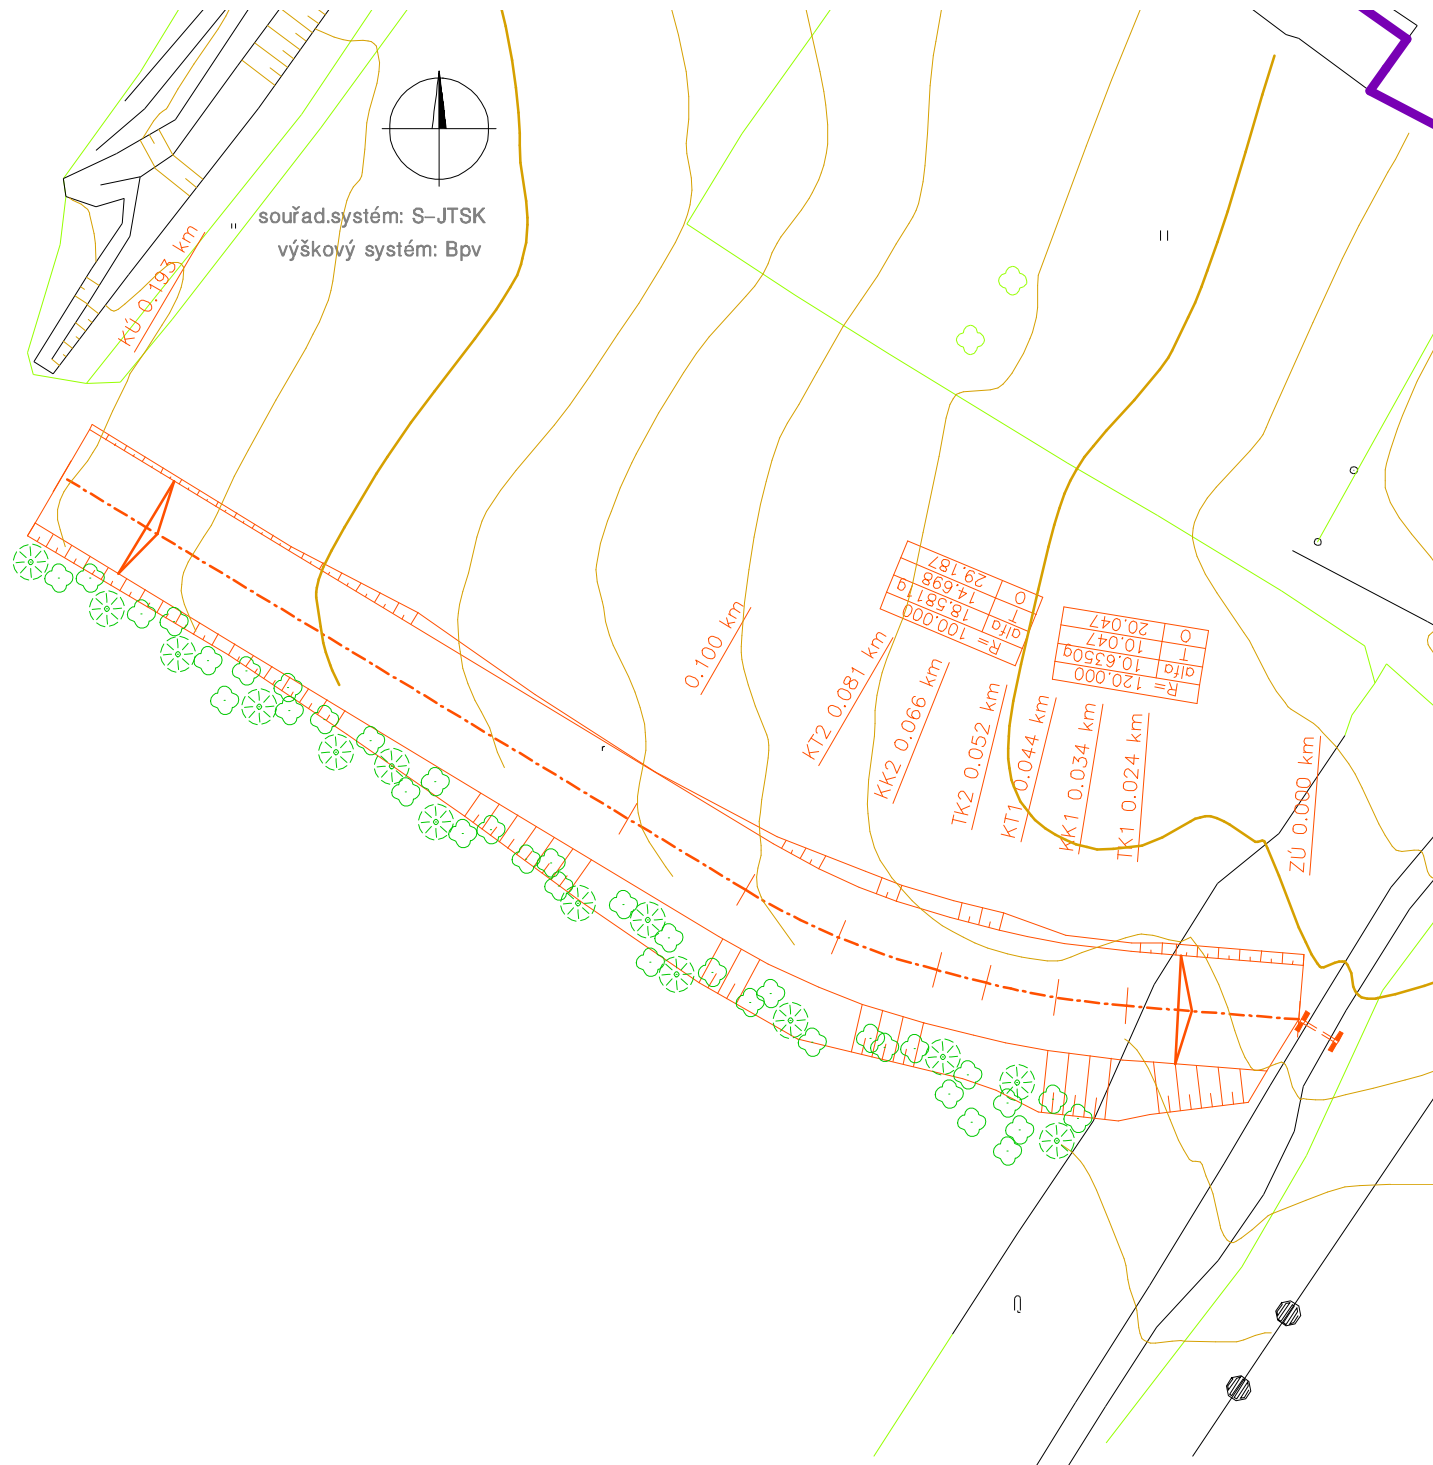 souřad.systém: S-JTSK
výškový systém: Bpv
KÚ 0.193 km
0.100 km
KT2 0.081 km
KK2 0.066 km
TK2 0.052 km
KT1 0.044 km
KK1 0.034 km
TK1 0.024 km
ZÚ 0.000 km
R= 100.000
alfa 18.5811g
T 14.698
O 29.187
R= 120.000
alfa 10.6350g
T 10.047
O 20.047